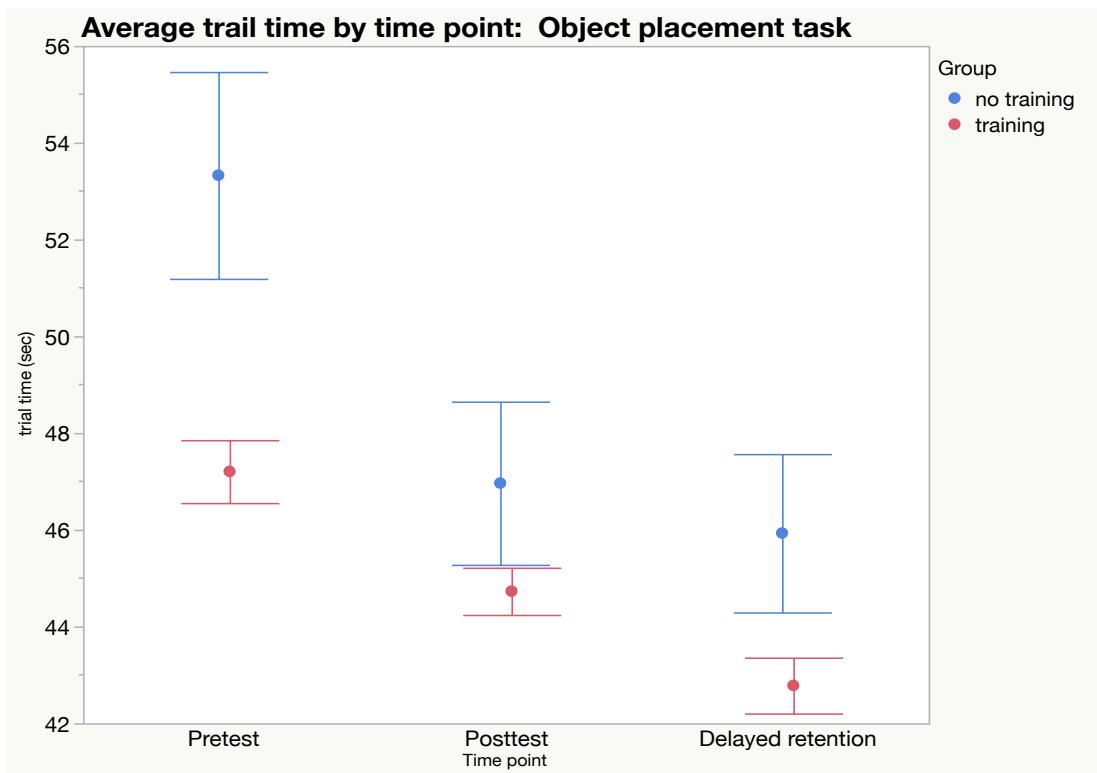 Average trail time by time point:  Object placement task
Group
no training
training
56
54
52
50
48
46
44
42
trial time (sec)
Pretest
Posttest
Delayed retention
Time point